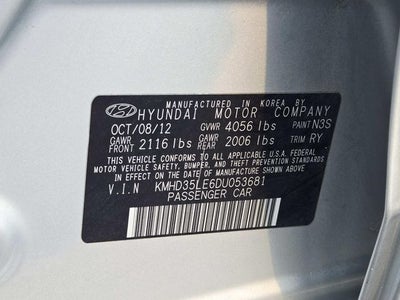 MANUFACTURED IN KOREA BY
HYUNDAI MOTOR COMPANY
OCT/08/12 GVWR 4056 lbs PAINT N3S
GAWR FRONT 2116 lbs GAWR REAR 2006 lbs TRIM RY
THIS VEHICLE CONFORMS TO ALL APPLICABLE U.S.A. FEDERAL
MOTOR VEHICLE SAFETY, BUMPER, AND THEFT PREVENTION
STANDARDS IN EFFECT ON THE DATE OF MANUFACTURE SHOWN ABOVE
V.I.N KMHD35LE6DU053681
PASSENGER CAR